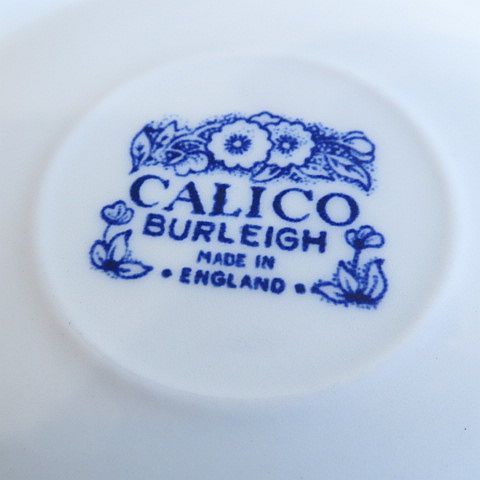 CALICO
BURLEIGH
MADE IN
• ENGLAND •